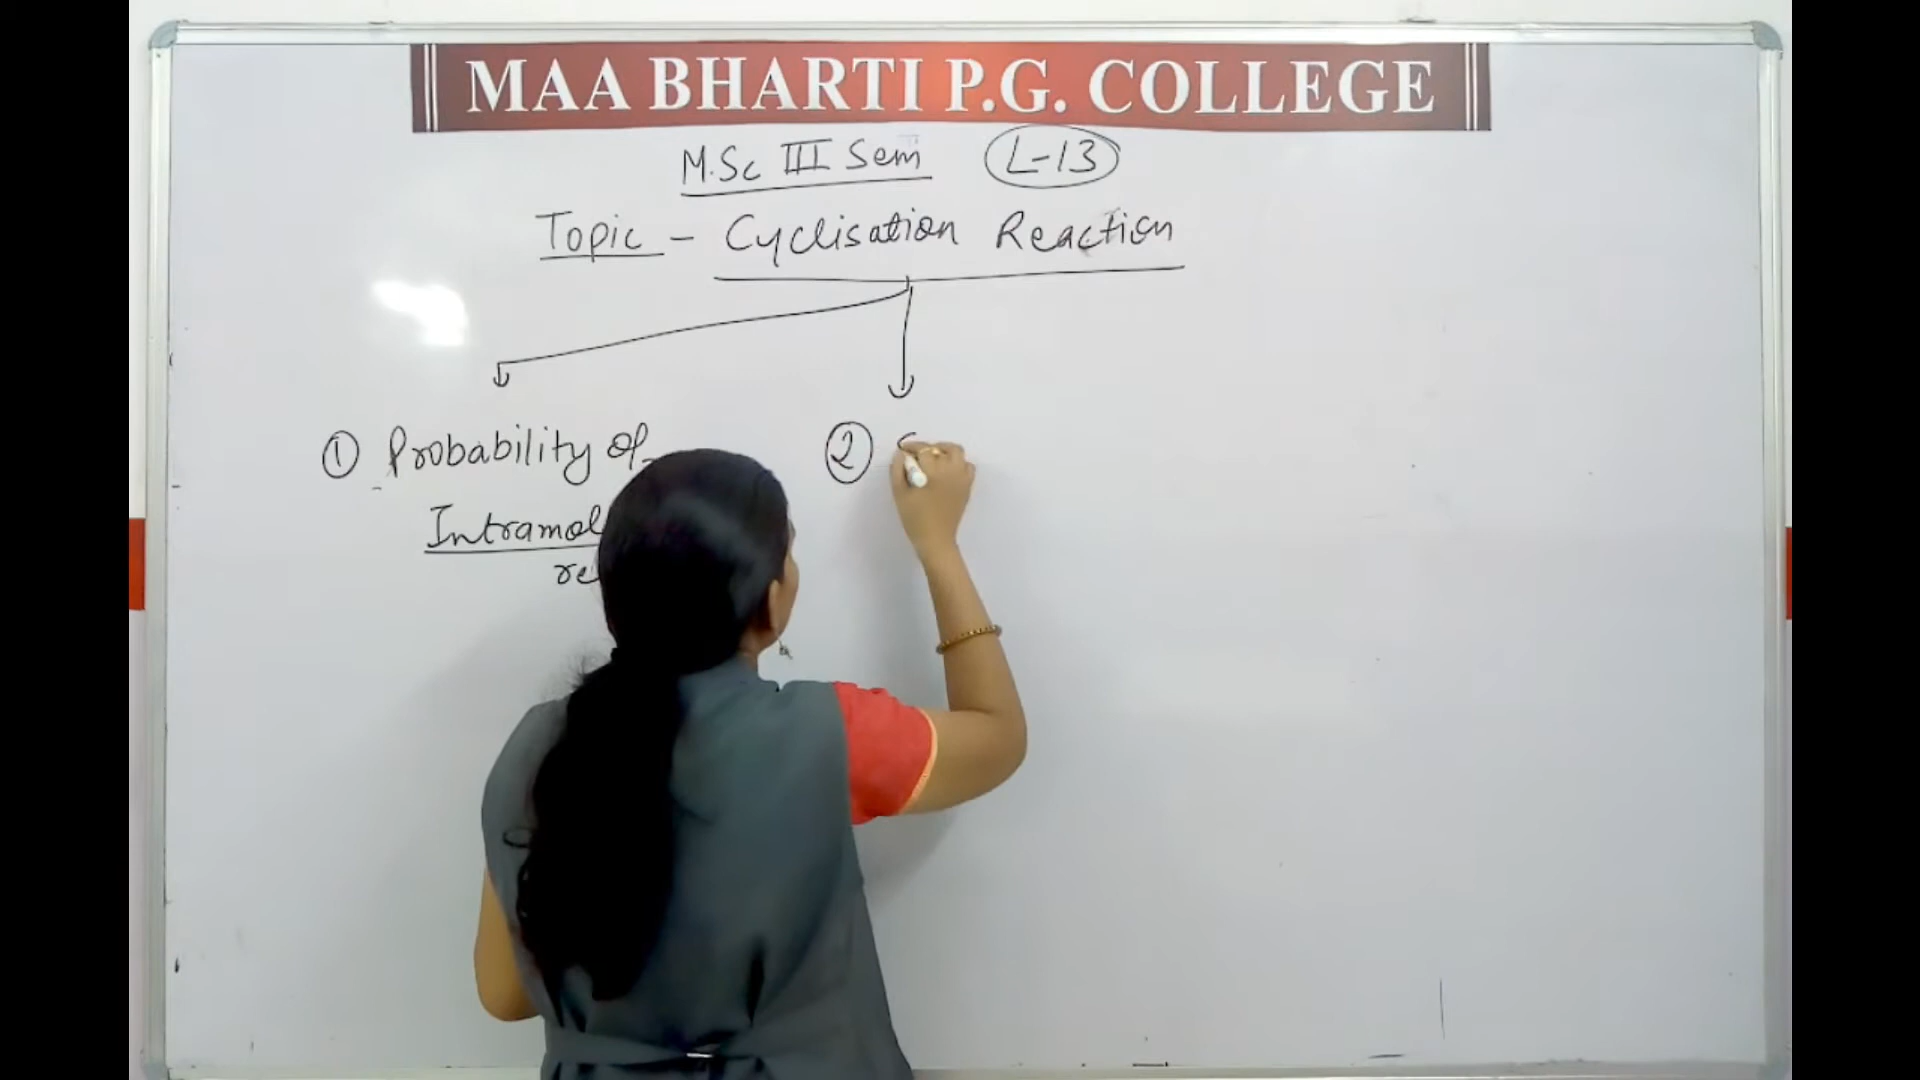 MAA BHARTI P.G. COLLEGE
M.Sc III Sem L-13
Topic - Cyclisation Reaction
① Probability of
②
Intramol
re